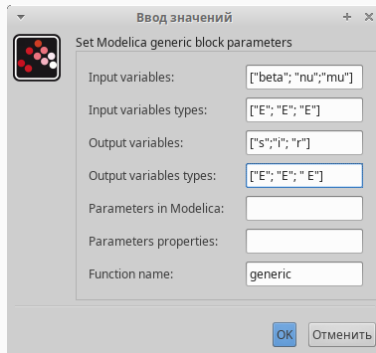 Ввод значений
Set Modelica generic block parameters
Input variables: ["beta"; "nu";"mu"]
Input variables types: ["E"; "E"; "E"]
Output variables: ["s";"i"; "r"]
Output variables types: ["E"; "E"; " E"]
Parameters in Modelica:
Parameters properties:
Function name: generic
OK Отменить